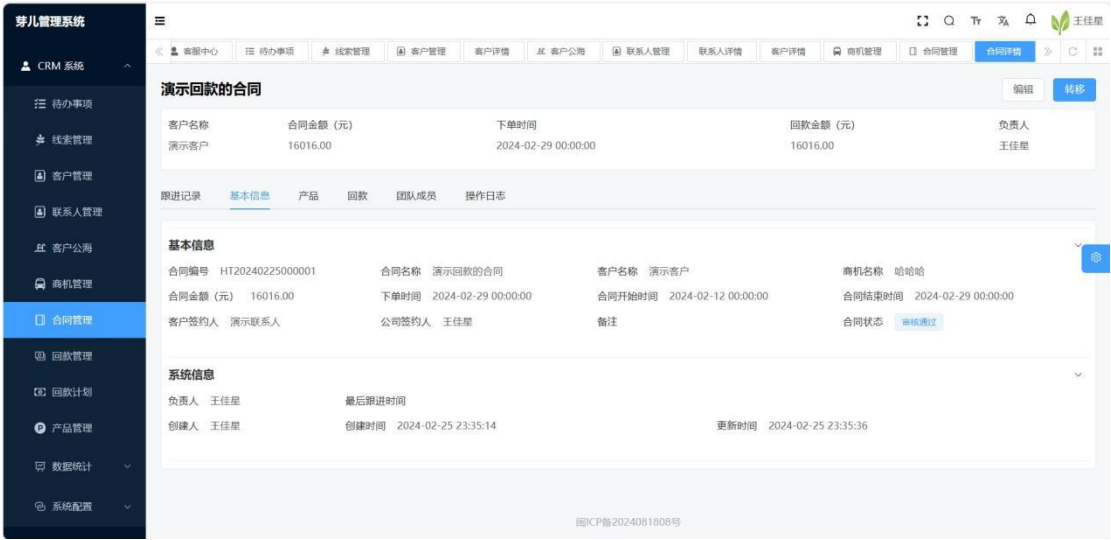 芽儿管理系统
王佳星
客服中心 待办事项 线索管理 客户管理 客户详情 客户公海 联系人管理 联系人详情 客户详情 商机管理 合同管理 合同详情
CRM 系统
待办事项
线索管理
客户管理
联系人管理
客户公海
商机管理
合同管理
回款管理
回款计划
产品管理
数据统计
系统配置
演示回款的合同
编辑 转移
客户名称 合同金额（元） 下单时间 回款金额（元） 负责人
演示客户 16016.00 2024-02-29 00:00:00 16016.00 王佳星
跟进记录 基本信息 产品 回款 团队成员 操作日志
基本信息
合同编号 HT20240225000001 合同名称 演示回款的合同 客户名称 演示客户 商机名称 哈哈哈
合同金额（元） 16016.00 下单时间 2024-02-29 00:00:00 合同开始时间 2024-02-12 00:00:00 合同结束时间 2024-02-29 00:00:00
客户签约人 演示联系人 公司签约人 王佳星 备注 合同状态 审核通过
系统信息
负责人 王佳星 最后跟进时间
创建人 王佳星 创建时间 2024-02-25 23:35:14 更新时间 2024-02-25 23:35:36
闽ICP备2024081808号